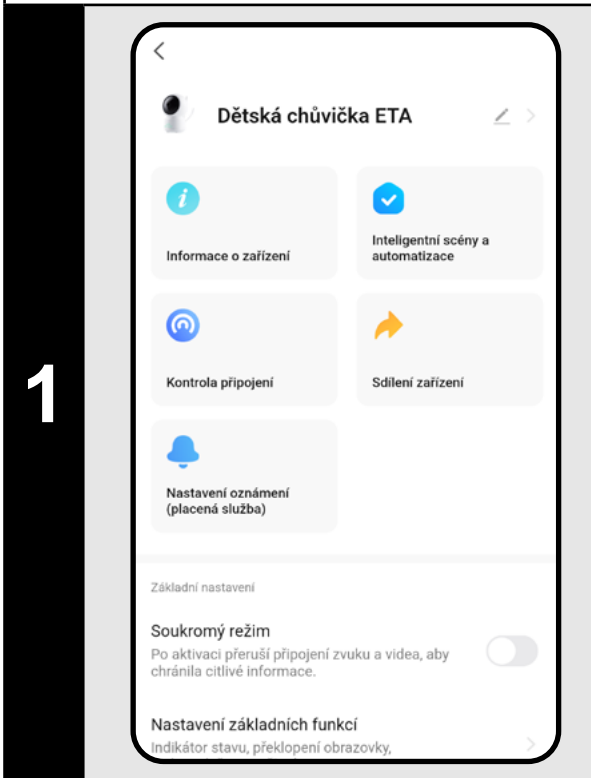 1
Dětská chůvička ETA
Informace o zařízení
Inteligentní scény a
automatizace
Kontrola připojení
Sdílení zařízení
Nastavení oznámení
(placená služba)
Základní nastavení
Soukromý režim
Po aktivaci přeruší připojení zvuku a videa, aby
chránila citlivé informace.
Nastavení základních funkcí
Indikátor stavu, překlopení obrazovky,